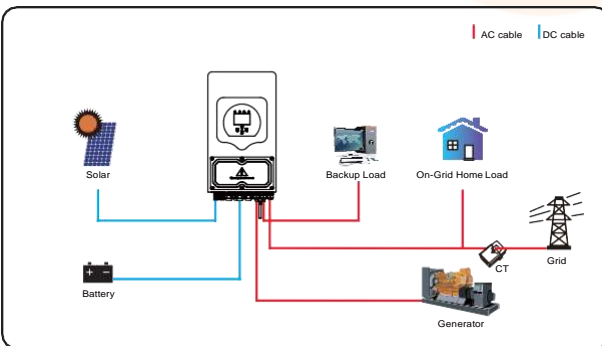 AC cable
DC cable
Solar
Backup Load
On-Grid Home Load
CT
Grid
Battery
Generator